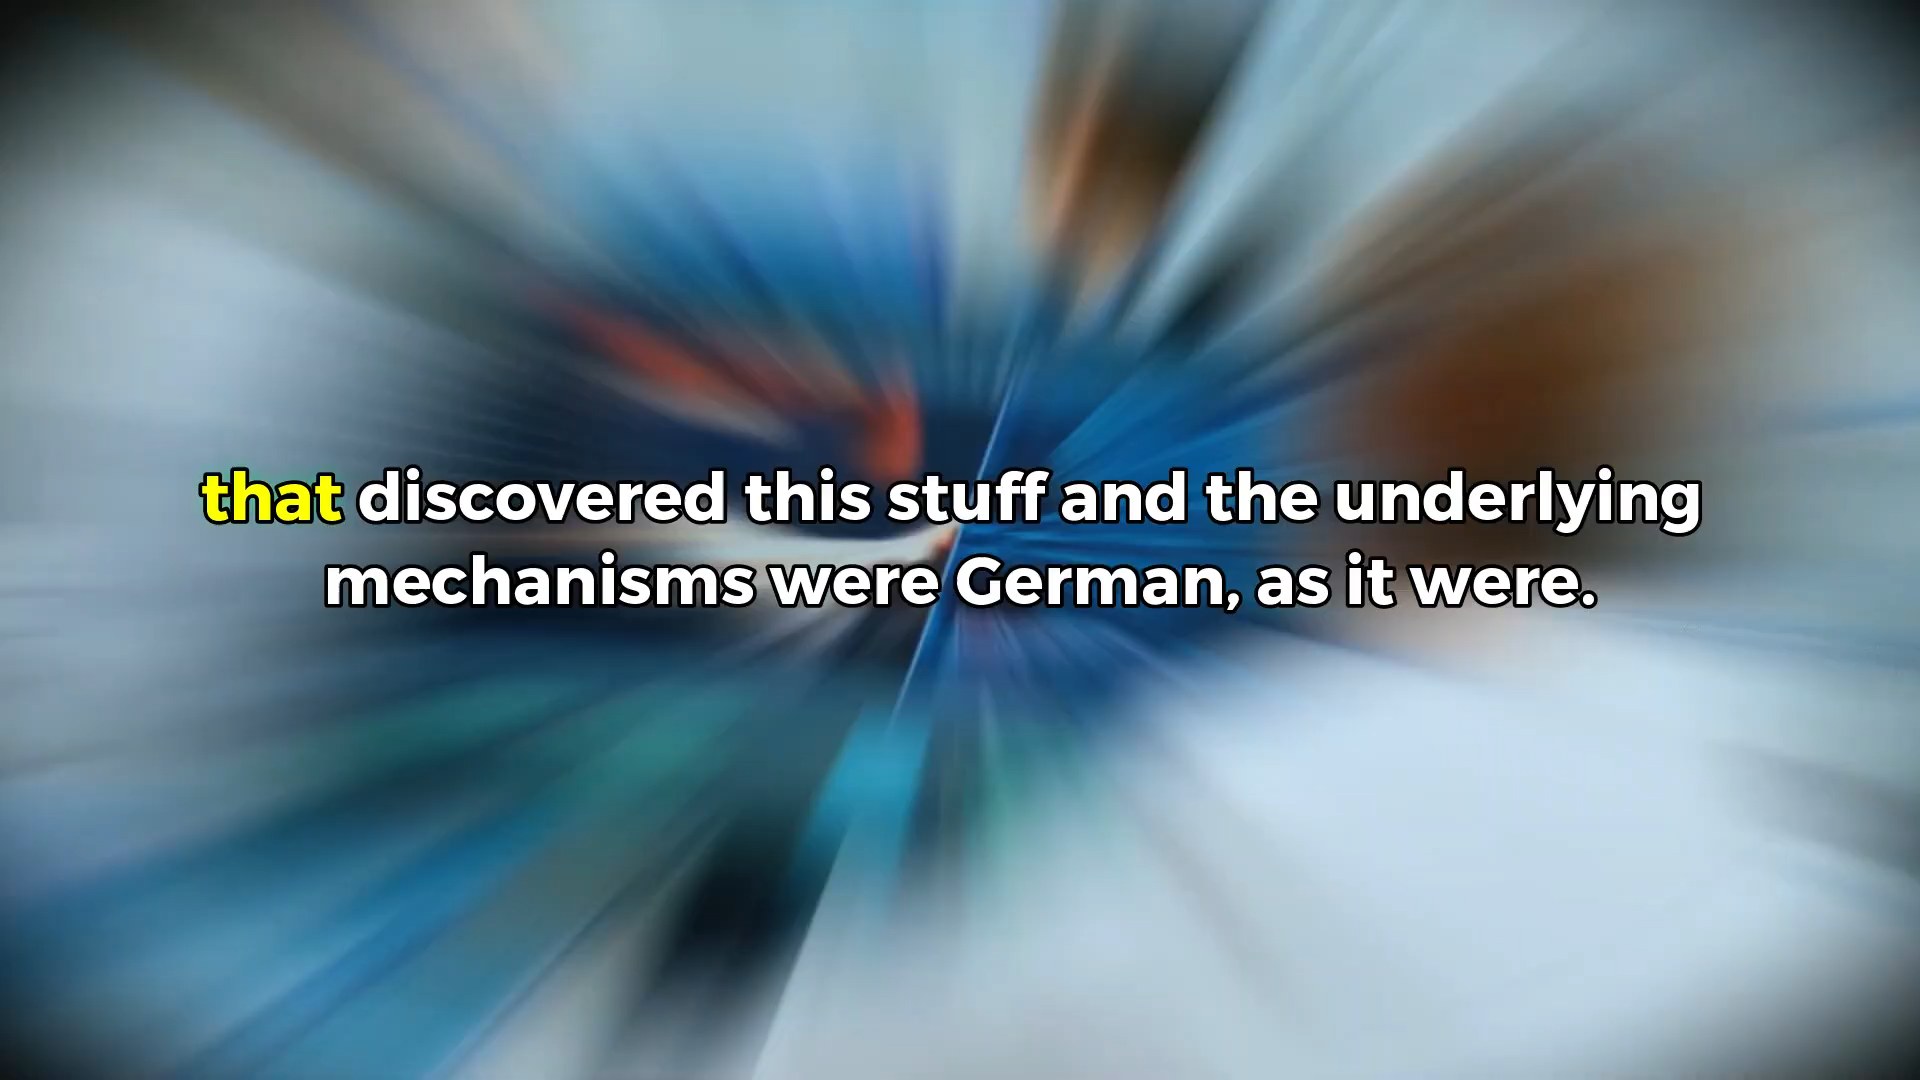 that discovered this stuff and the underlying
mechanisms were German, as it were.